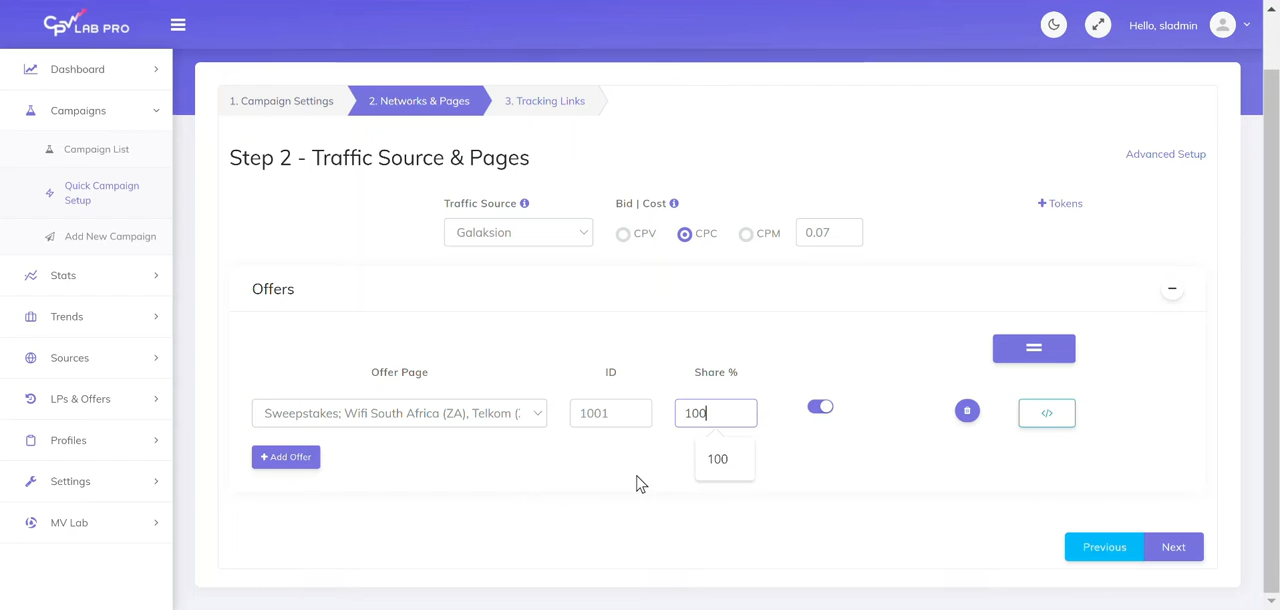 CPV LAB PRO
Hello, sladmin
Dashboard
Campaigns
Campaign List
Quick Campaign
Setup
Add New Campaign
Stats
Trends
Sources
LPs & Offers
Profiles
Settings
MV Lab
1. Campaign Settings
2. Networks & Pages
3. Tracking Links
Step 2 - Traffic Source & Pages
Advanced Setup
Traffic Source
Bid | Cost
+ Tokens
Galaksion
CPV
CPC
CPM
0.07
Offers
Offer Page
ID
Share %
Sweepstakes; Wifi South Africa (ZA), Telkom (
1001
100
</>
+ Add Offer
100
Previous
Next